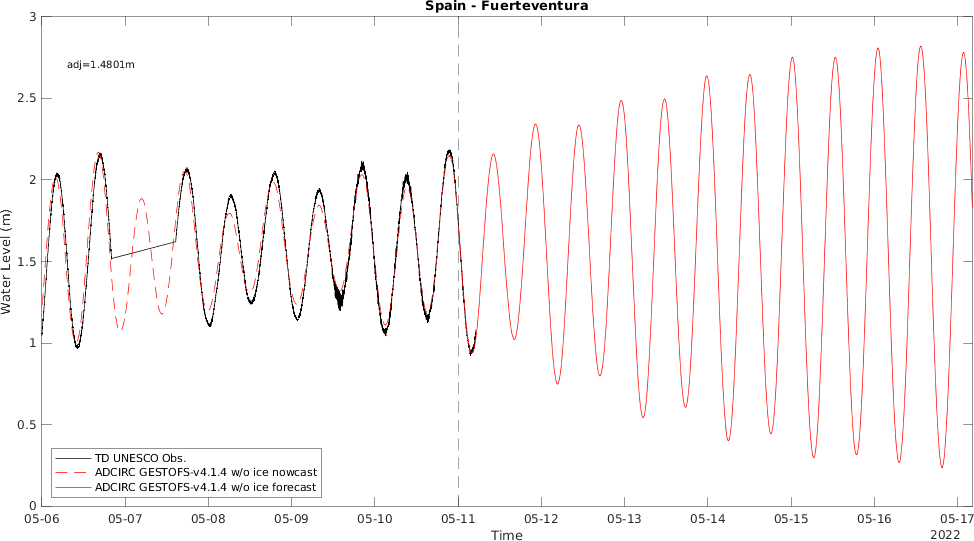 Spain - Fuerteventura
adj=1.4801m
Water Level (m)
3
2.5
2
1.5
1
0.5
0
TD UNESCO Obs.
ADCIRC GESTOFS-v4.1.4 w/o ice nowcast
ADCIRC GESTOFS-v4.1.4 w/o ice forecast
05-06 05-07 05-08 05-09 05-10 05-11 05-12 05-13 05-14 05-15 05-16 05-17
Time
2022